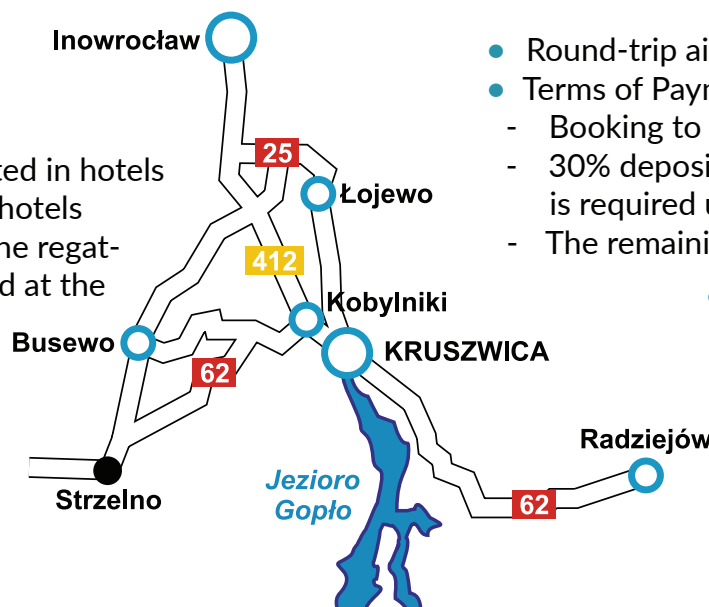 Inowrocław
25
Łojewo
412
Kobylniki
Busewo
KRUSZWICA
62
Radziejów
Strzelno
Jezioro
Gopło
62
ted in hotels
hotels
ne regat-
d at the
• Round-trip ai
• Terms of Payn
- Booking to
- 30% deposi
is required u
- The remaini